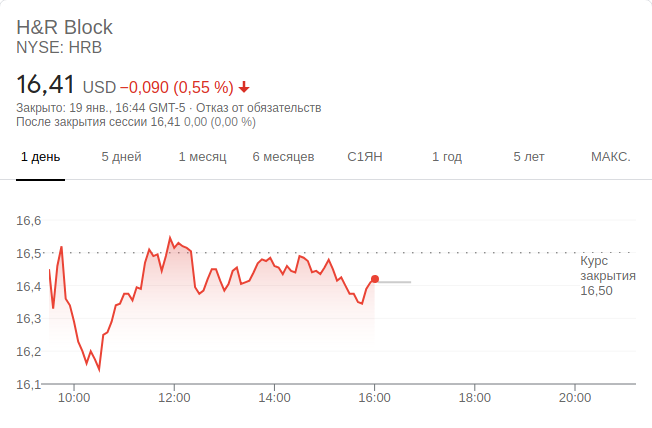 H&R Block
NYSE: HRB
16,41 USD −0,090 (0,55 %)
Закрыто: 19 янв., 16:44 GMT-5 · Отказ от обязательств
После закрытия сессии 16,41 0,00 (0,00 %)
1 день 5 дней 1 месяц 6 месяцев С1ЯН 1 год 5 лет МАКС.
16,6
16,5
Курс
закрытия
16,50
16,4
16,3
16,2
16,1
10:00 12:00 14:00 16:00 18:00 20:00